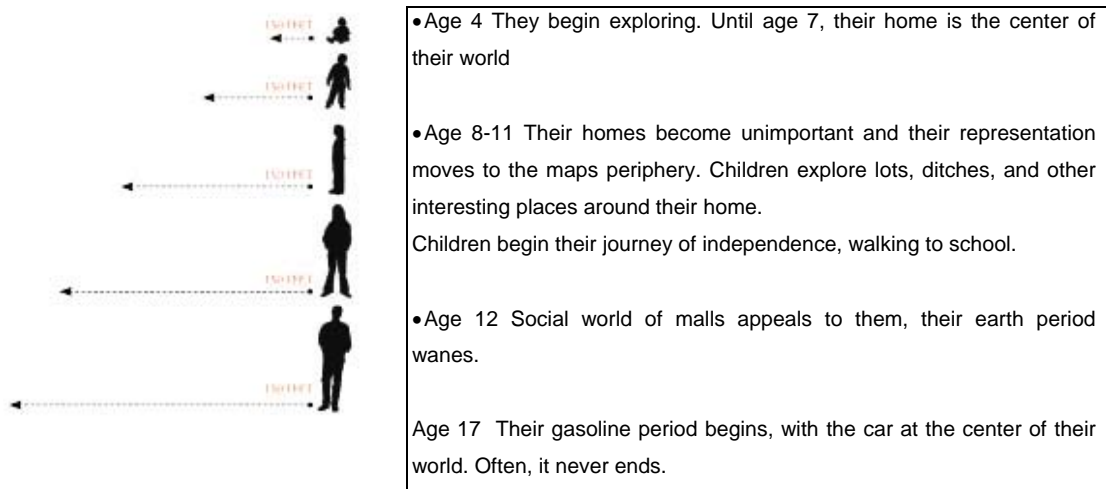 •Age 4 They begin exploring. Until age 7, their home is the center of
their world
•Age 8-11 Their homes become unimportant and their representation
moves to the maps periphery. Children explore lots, ditches, and other
interesting places around their home.
Children begin their journey of independence, walking to school.
•Age 12 Social world of malls appeals to them, their earth period
wanes.
Age 17 Their gasoline period begins, with the car at the center of their
world. Often, it never ends.